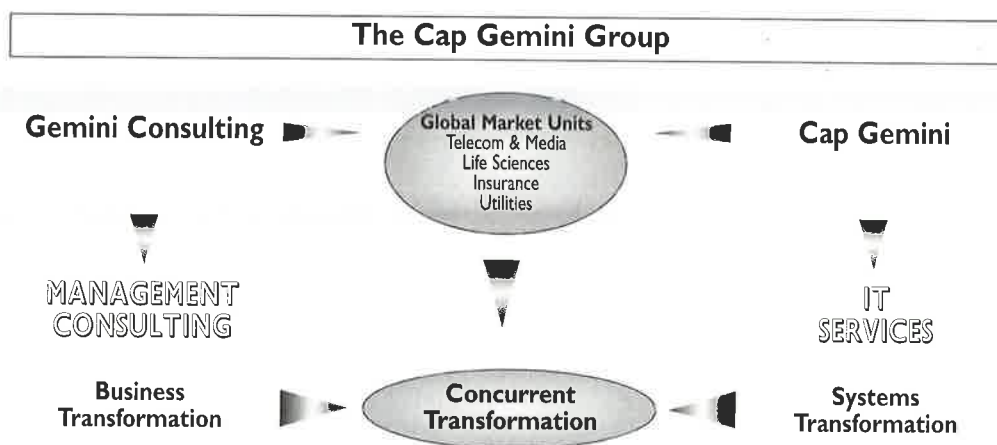 The Cap Gemini Group
Gemini Consulting
Global Market Units
Telecom & Media
Life Sciences
Insurance
Utilities
Cap Gemini
MANAGEMENT
CONSULTING
IT
SERVICES
Business
Transformation
Concurrent
Transformation
Systems
Transformation